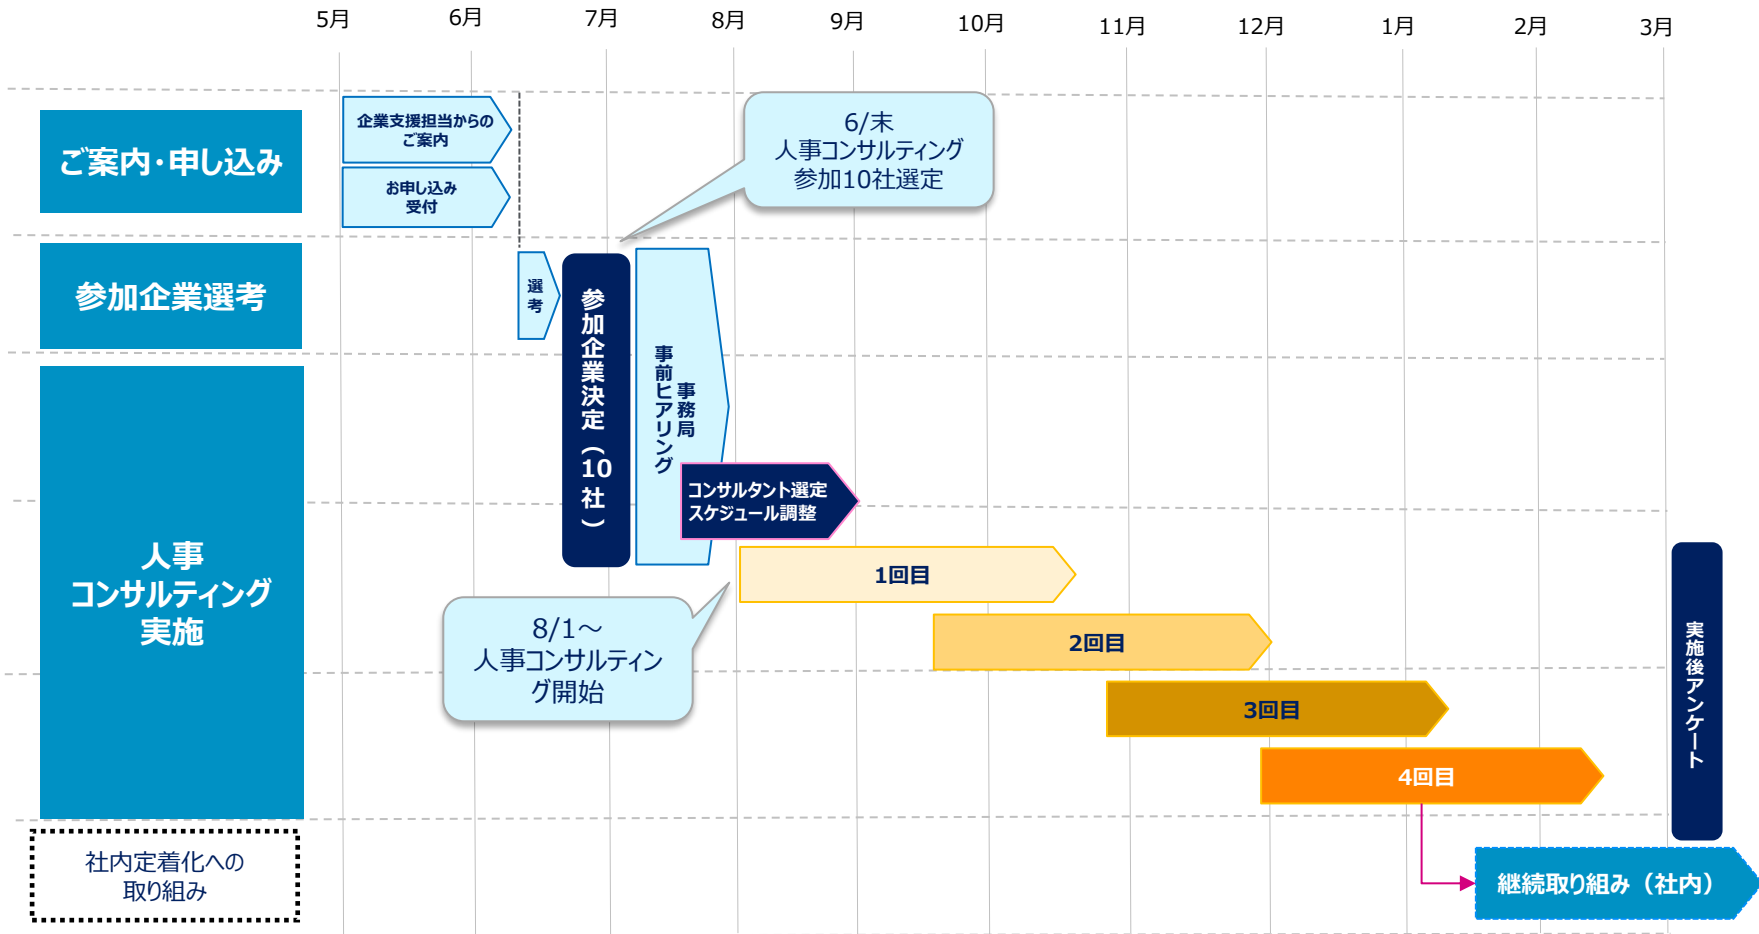 5月
6月
7月
8月
9月
10月
11月
12月
1月
2月
3月
ご案内・申し込み
企業支援担当からの
ご案内
お申し込み
受付
6/末
人事コンサルティング
参加10社選定
参加企業選考
選
考
参加企業決定（10社）
事務局
事前ヒアリング
人事
コンサルティング
実施
コンサルタント選定
スケジュール調整
1回目
8/1～
人事コンサルティン
グ開始
2回目
3回目
4回目
実施後アンケート
社内定着化への
取り組み
継続取り組み（社内）